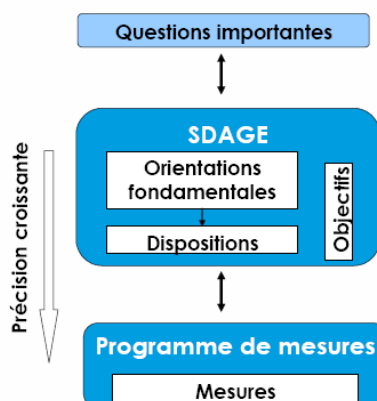 Questions importantes
SDAGE
Orientations
fondamentales
Dispositions
Objectifs
Précision croissante
Programme de mesures
Mesures